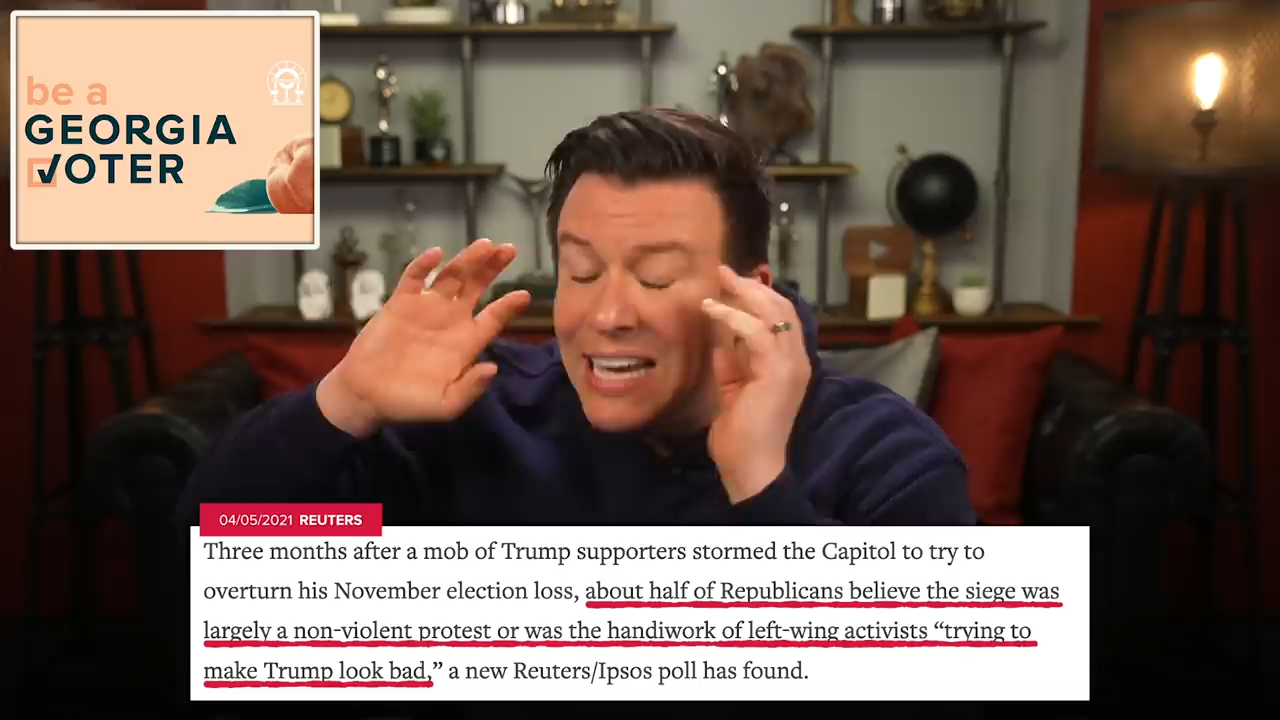 be a
GEORGIA
VOTER
04/05/2021 REUTERS
Three months after a mob of Trump supporters stormed the Capitol to try to
overturn his November election loss, about half of Republicans believe the siege was
largely a non-violent protest or was the handiwork of left-wing activists “trying to
make Trump look bad,” a new Reuters/Ipsos poll has found.